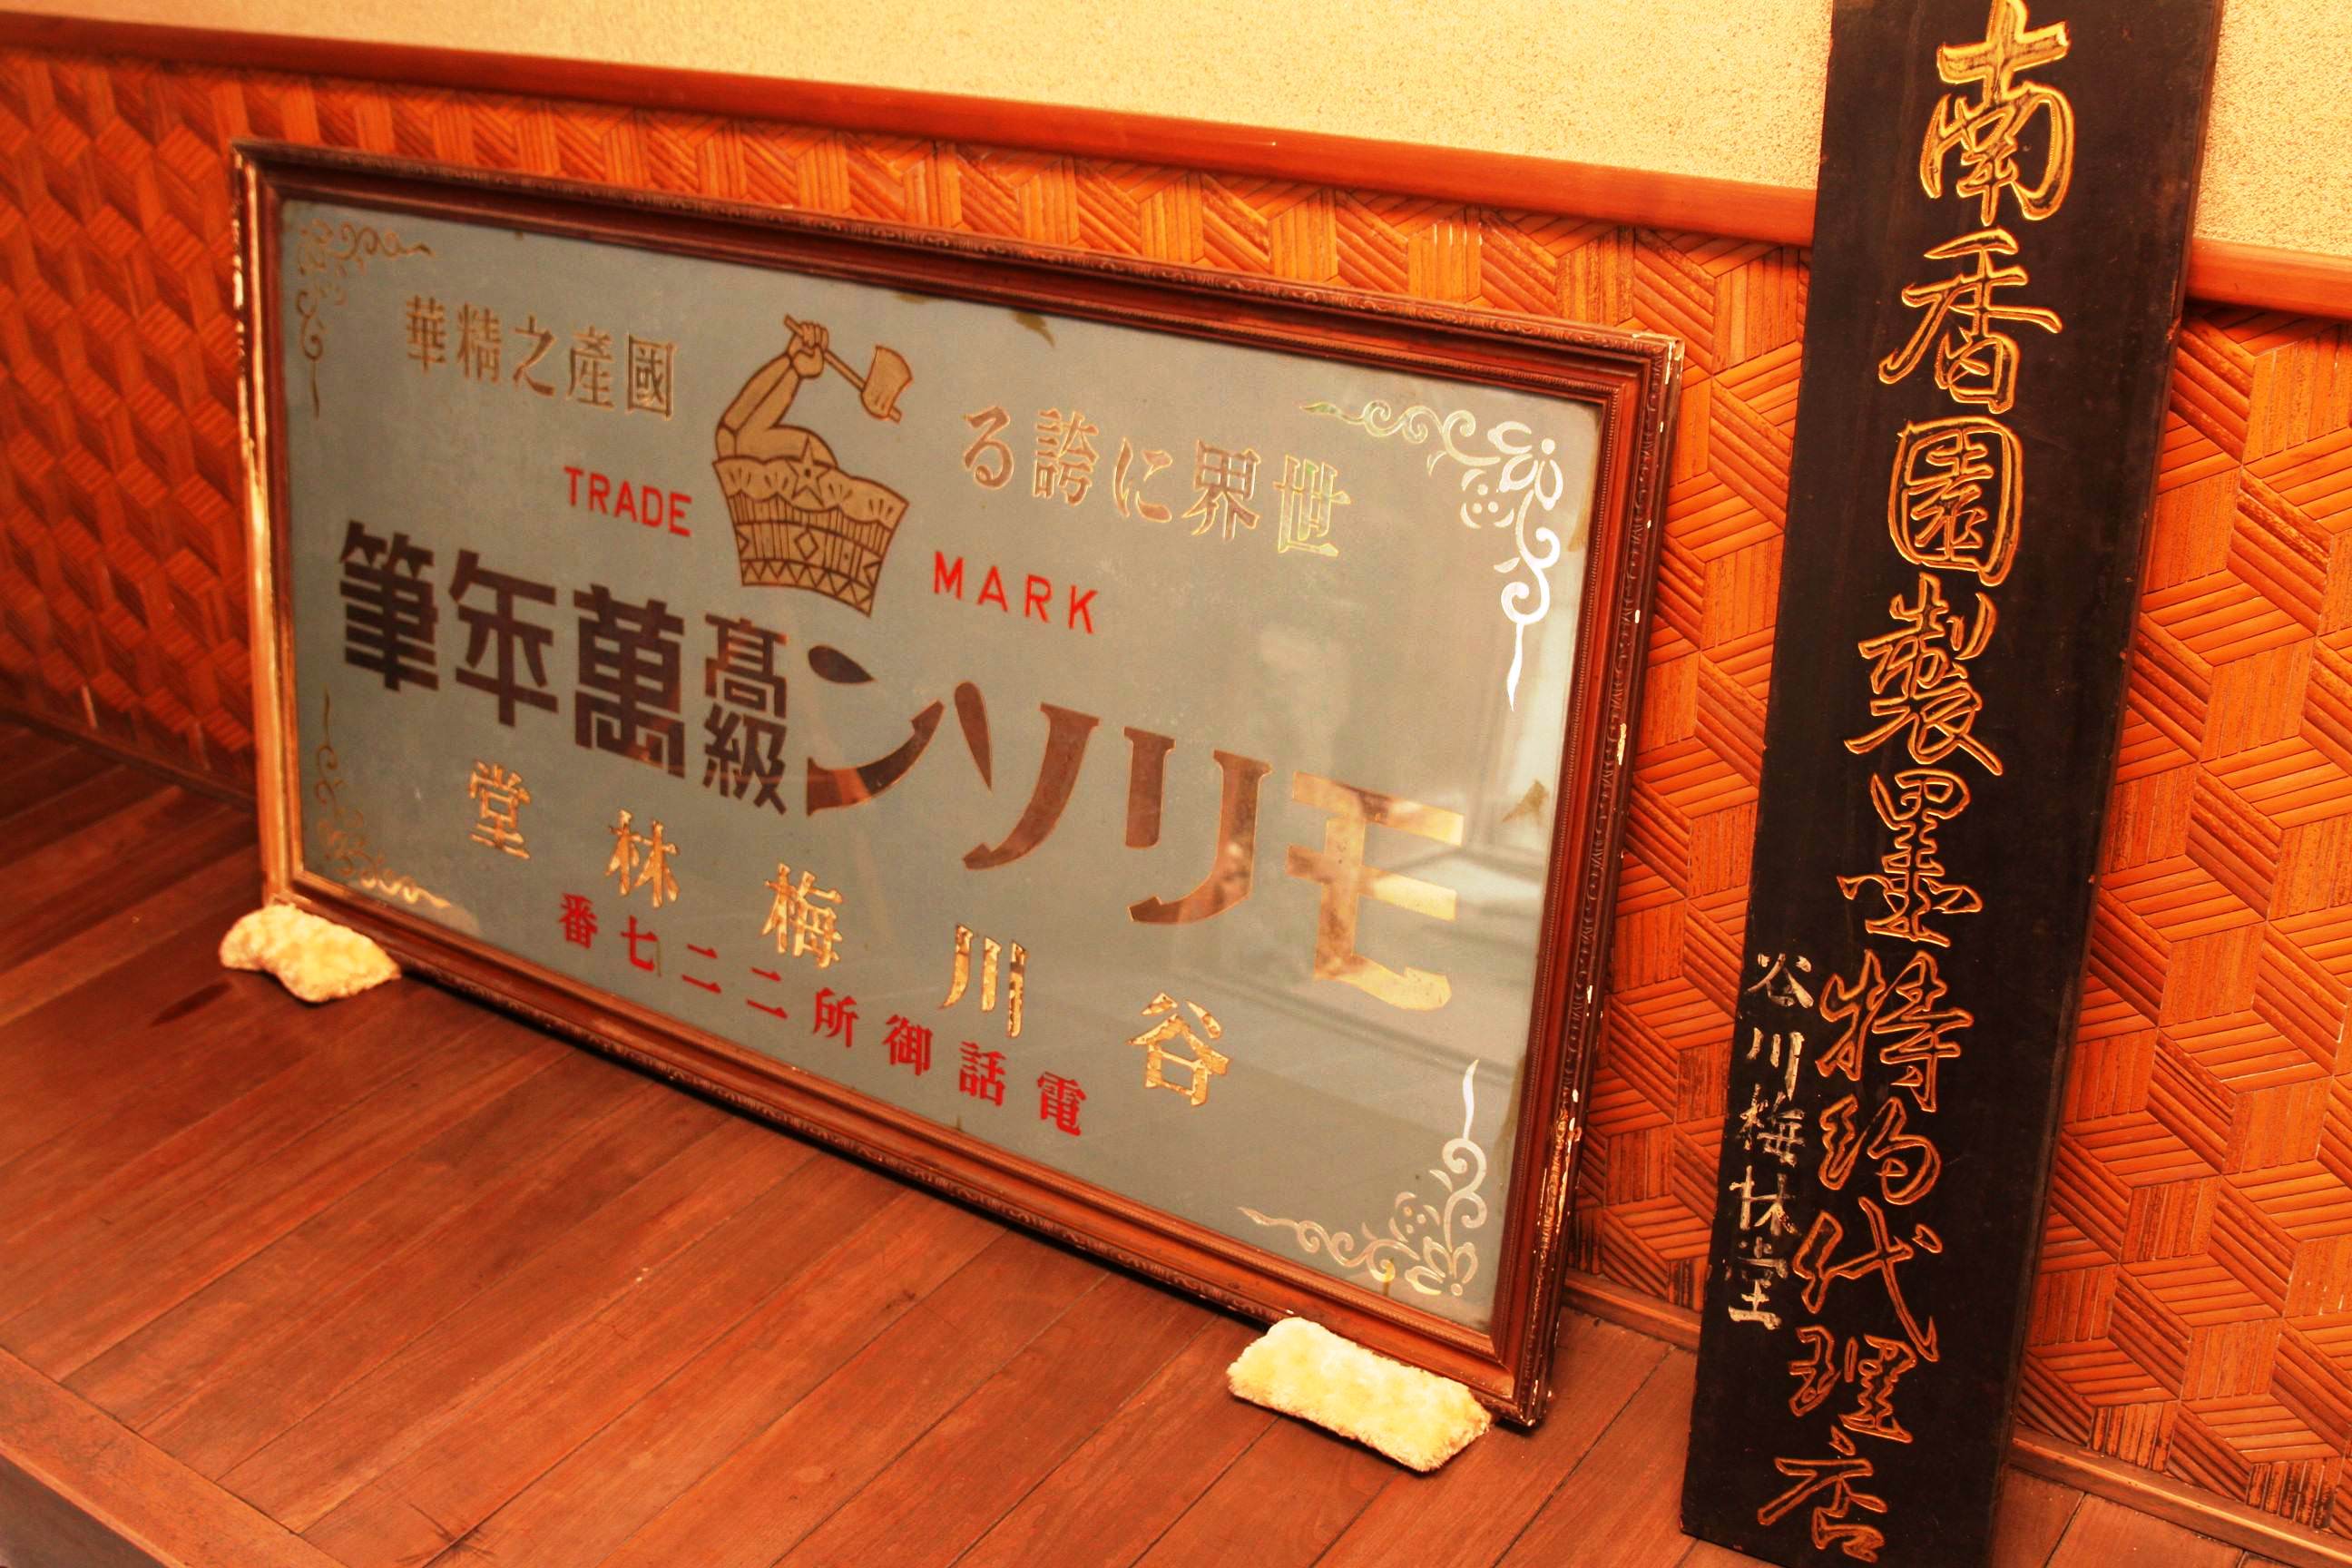 世界に誇る
國產之精華
TRADE MARK
モリソン高級萬年筆
谷川梅林堂
電話御所二二七番
南香園製墨特約代理店
谷川梅林堂